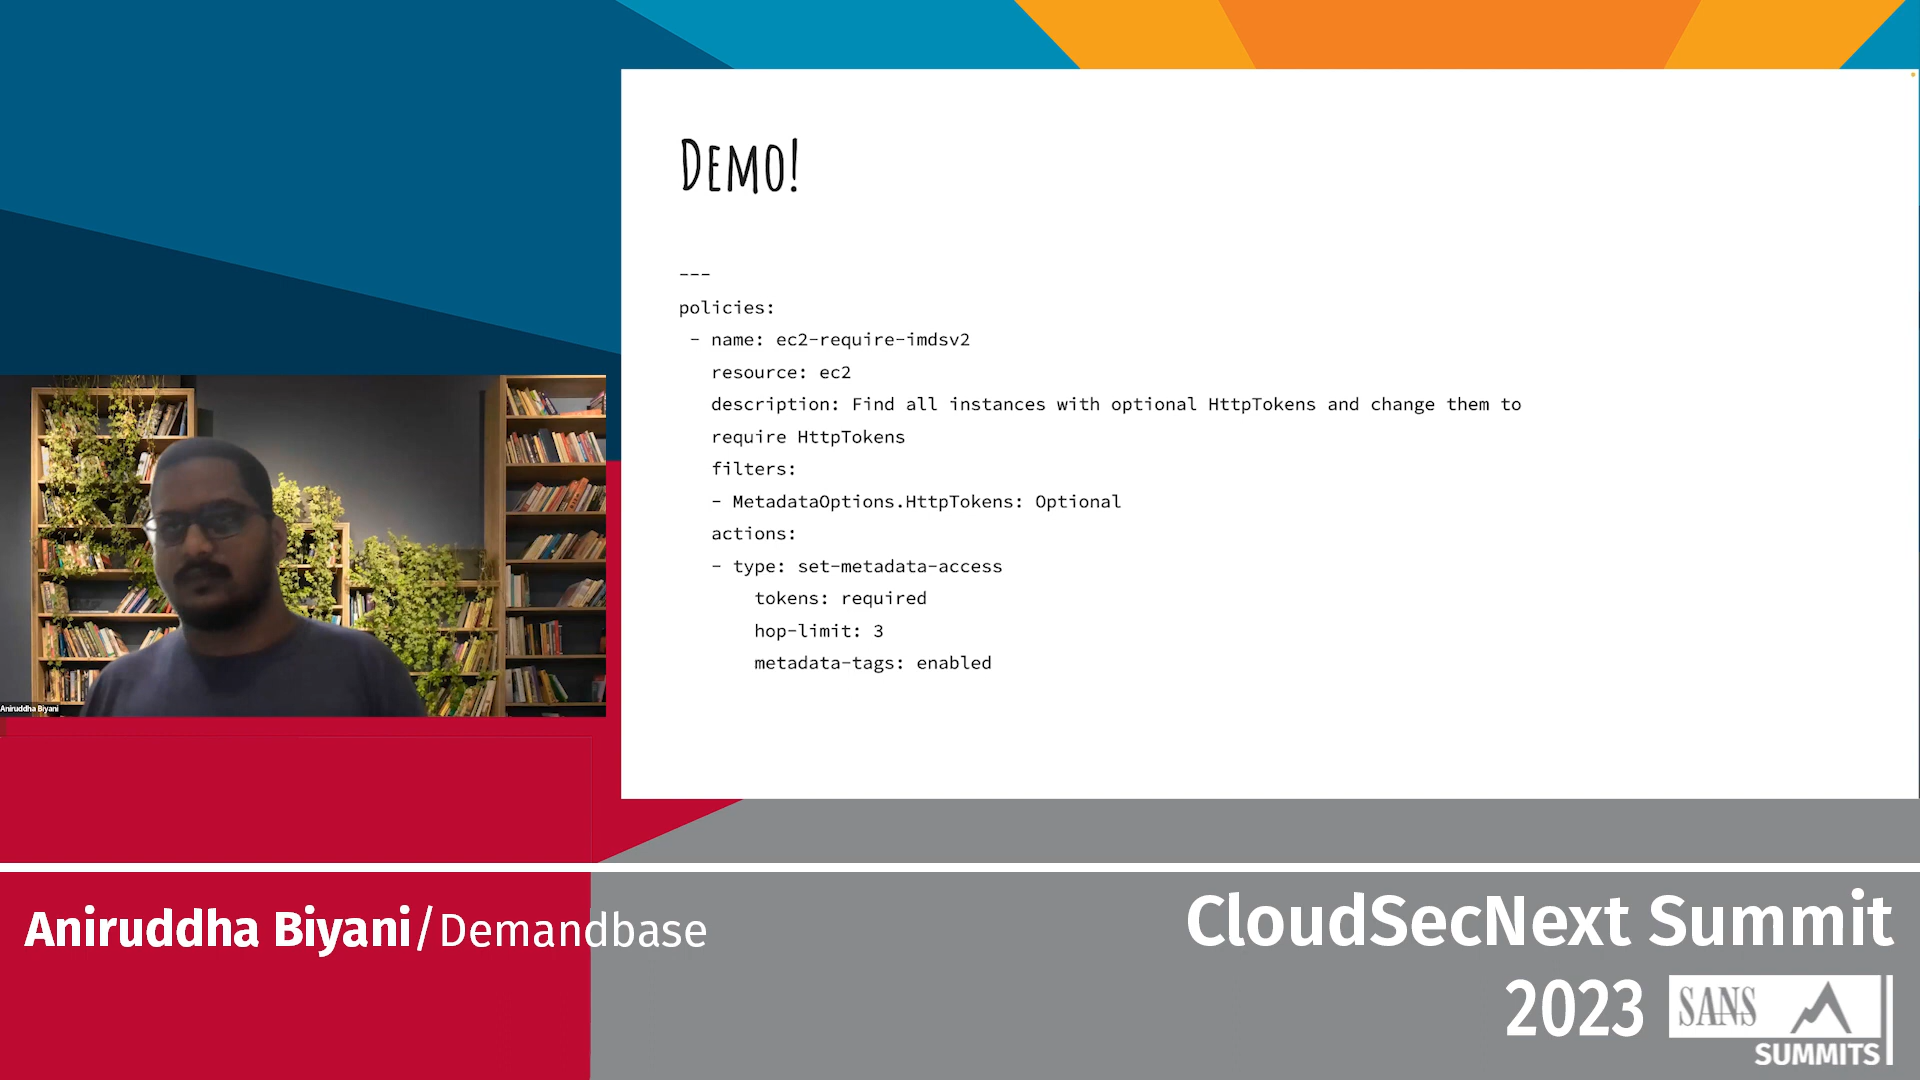 Demo!
---
policies:
- name: ec2-require-imdsv2
resource: ec2
description: Find all instances with optional HttpTokens and change them to
require HttpTokens
filters:
- MetadataOptions.HttpTokens: Optional
actions:
- type: set-metadata-access
tokens: required
hop-limit: 3
metadata-tags: enabled
Aniruddha Biyani
Aniruddha Biyani/Demandbase
CloudSecNext Summit
2023
SANS
SUMMITS